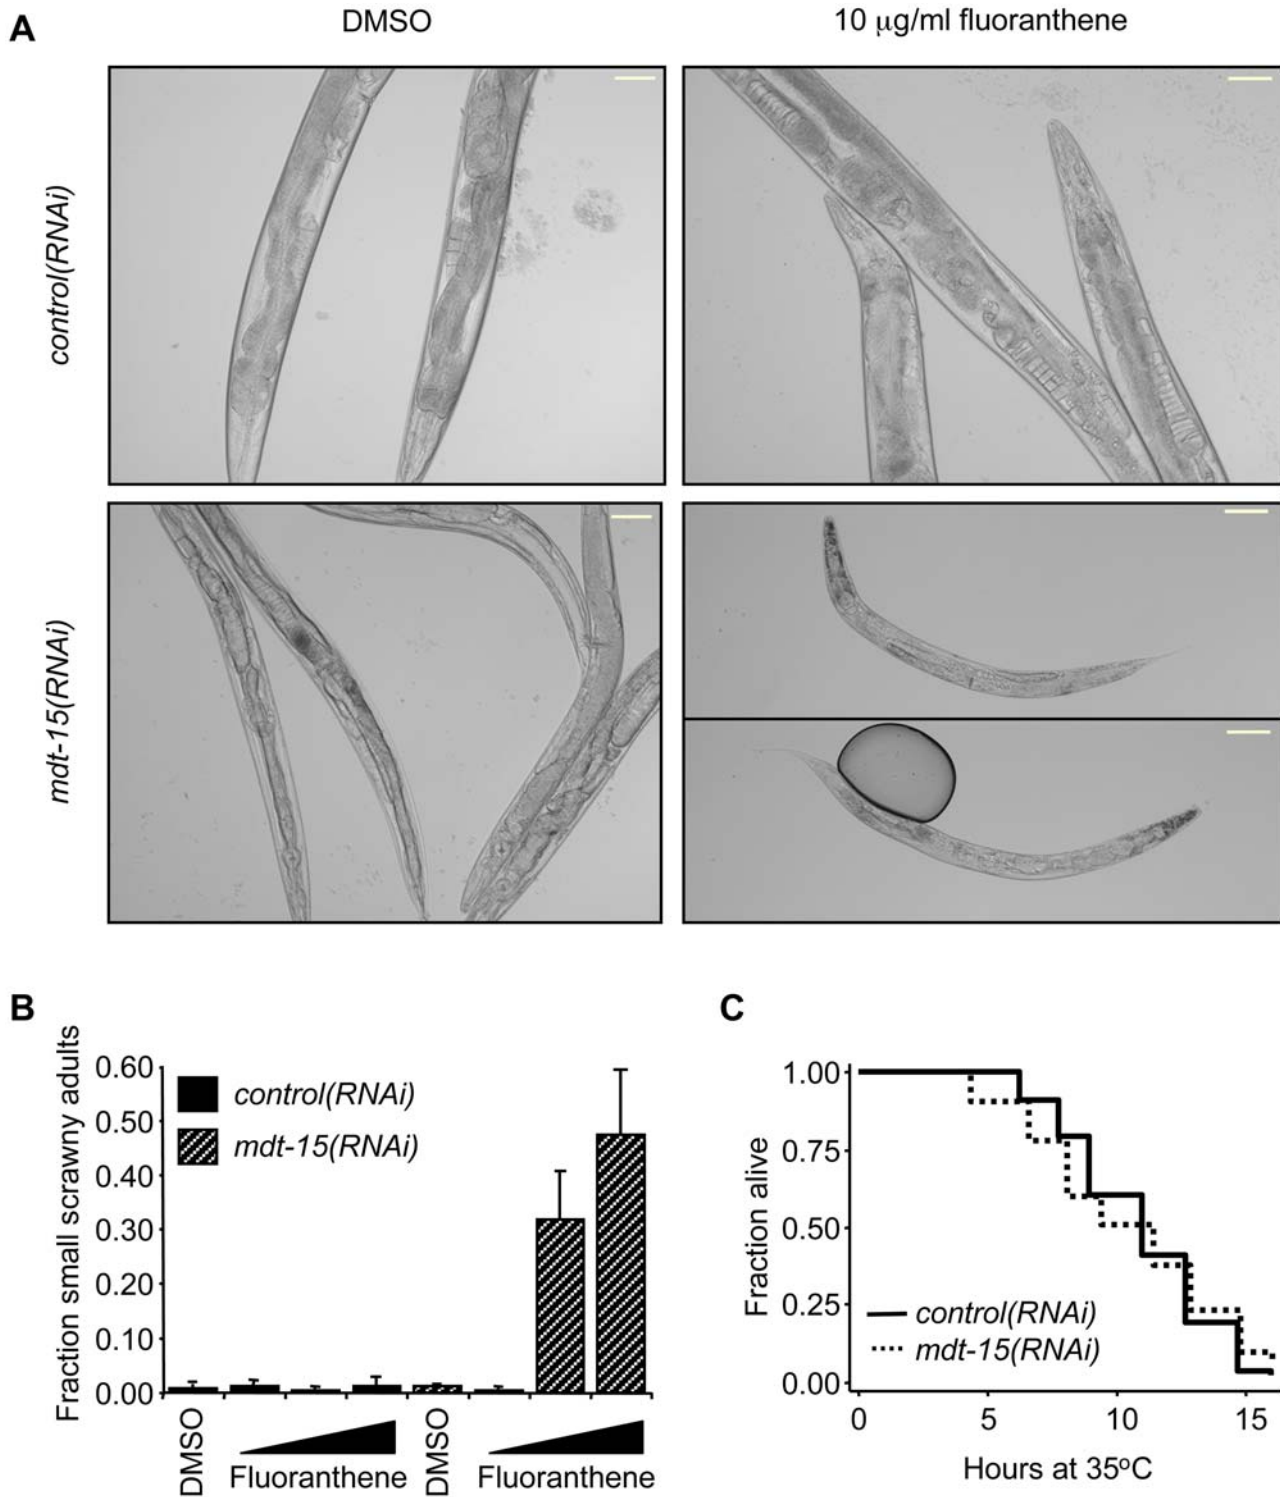 A
DMSO
10 μg/ml fluoranthene
control(RNAi)
mdt-15(RNAi)
B
Fraction small scrawny adults
0.60
0.50
0.40
0.30
0.20
0.10
0.00
control(RNAi)
mdt-15(RNAi)
DMSO
Fluoranthene
DMSO
Fluoranthene
C
Fraction alive
1.00
0.75
0.50
0.25
0.00
control(RNAi)
mdt-15(RNAi)
0 5 10 15
Hours at 35°C